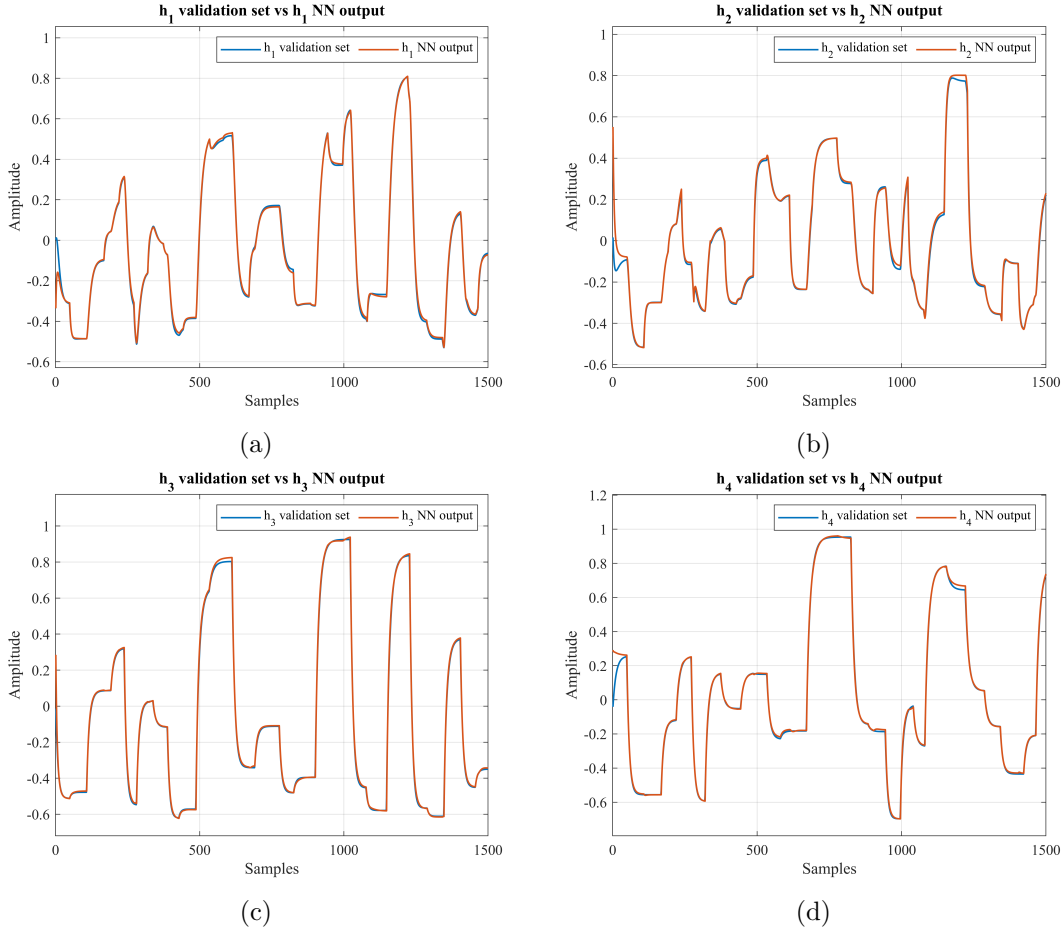 h₁ validation set vs h₁ NN output
h₁ validation set h₁ NN output
Amplitude
1
0.8
0.6
0.4
0.2
0
-0.2
-0.4
-0.6
0 500 1000 1500
Samples
(a)
h₂ validation set vs h₂ NN output
h₂ validation set h₂ NN output
Amplitude
1
0.8
0.6
0.4
0.2
0
-0.2
-0.4
-0.6
0 500 1000 1500
Samples
(b)
h₃ validation set vs h₃ NN output
h₃ validation set h₃ NN output
Amplitude
1
0.8
0.6
0.4
0.2
0
-0.2
-0.4
-0.6
0 500 1000 1500
Samples
(c)
h₄ validation set vs h₄ NN output
h₄ validation set h₄ NN output
Amplitude
1.2
1
0.8
0.6
0.4
0.2
0
-0.2
-0.4
-0.6
0 500 1000 1500
Samples
(d)